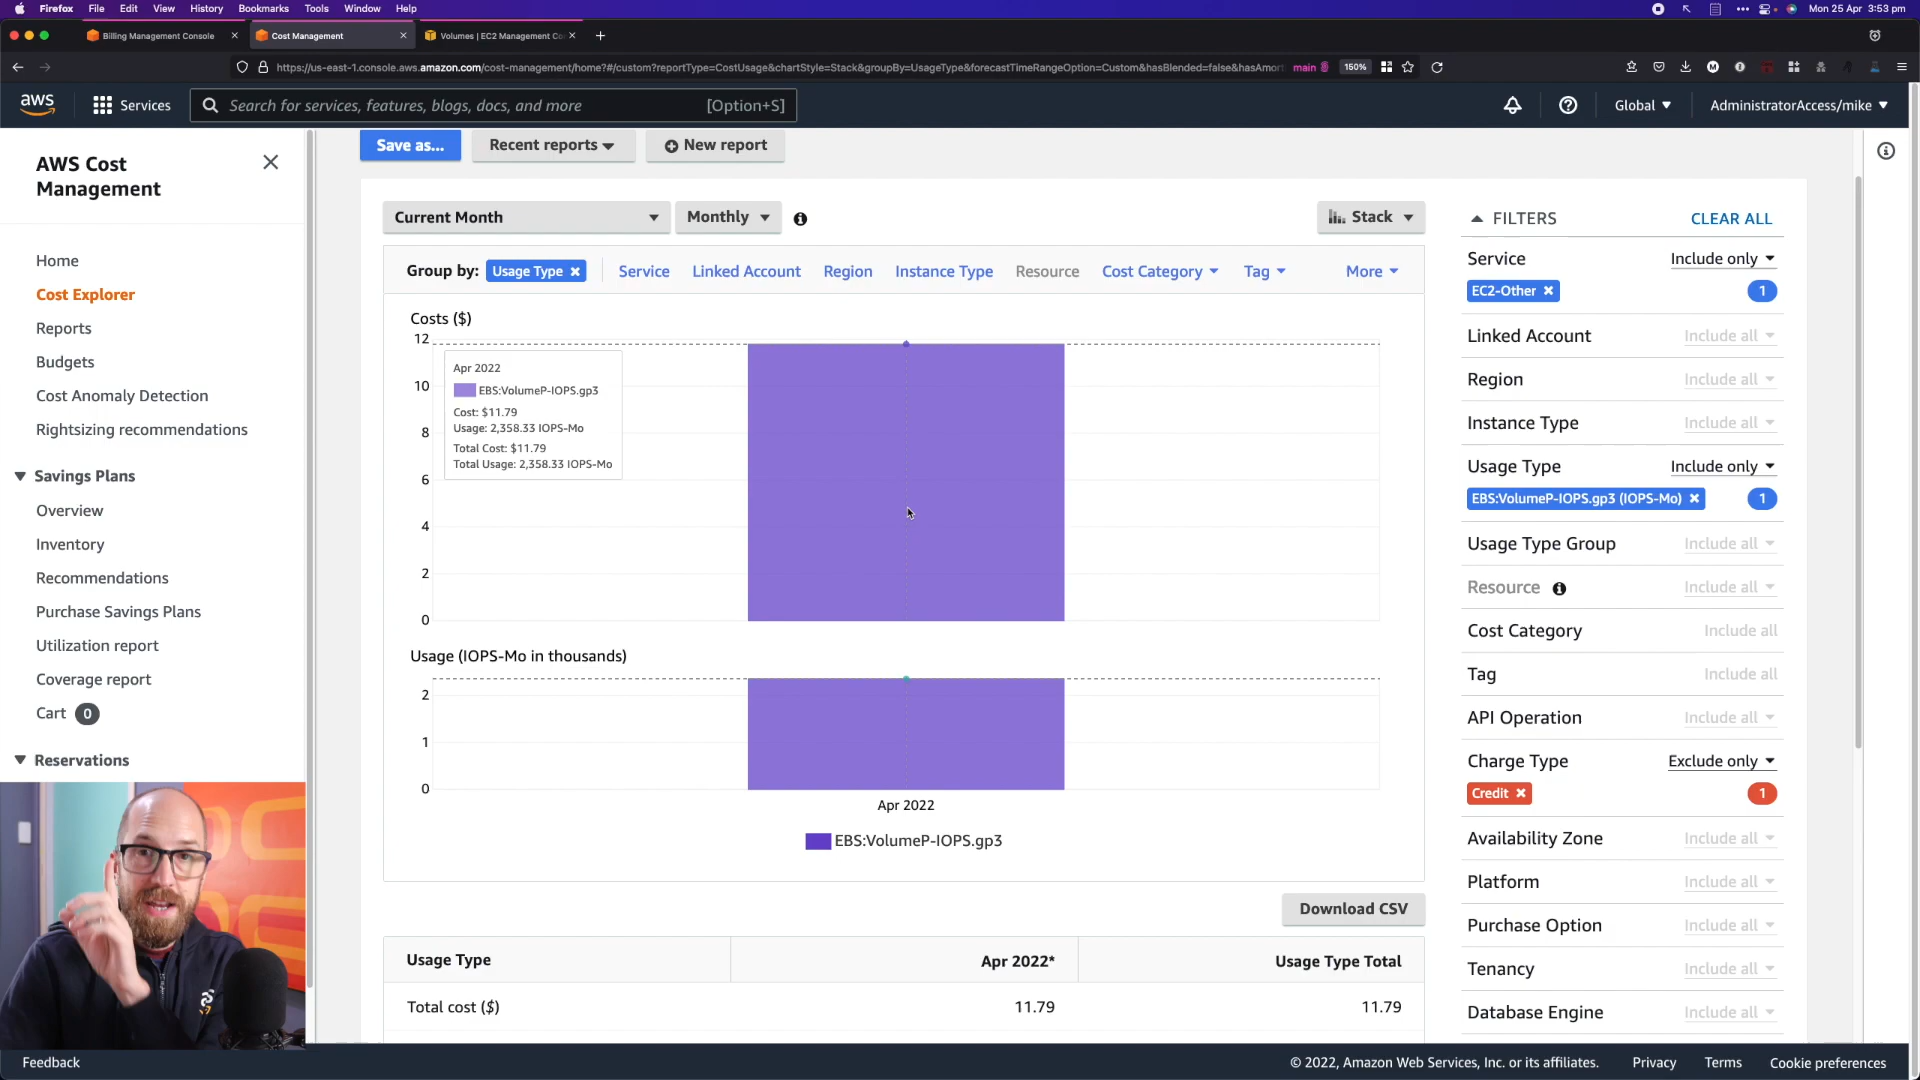 Firefox File Edit View History Bookmarks Tools Window Help
Mon 25 Apr 3:53 pm
Billing Management Console
Cost Management
Volumes | EC2 Management Co
https://us-east-1.console.aws.amazon.com/cost-management/home?#/custom?reportType=CostUsage&chartStyle=Stack&groupBy=UsageType&forecastTimeRangeOption=Custom&hasBlended=false&hasAmor
main
150%
aws
Services
Search for services, features, blogs, docs, and more
[Option+S]
Global
AdministratorAccess/mike
AWS Cost
Management
Home
Cost Explorer
Reports
Budgets
Cost Anomaly Detection
Rightsizing recommendations
Savings Plans
Overview
Inventory
Recommendations
Purchase Savings Plans
Utilization report
Coverage report
Cart 0
Reservations
Save as...
Recent reports
New report
Current Month
Monthly
Stack
Group by: Usage Type Service Linked Account Region Instance Type Resource Cost Category Tag More
Costs ($)
12
10
8
6
4
2
0
Apr 2022
EBS:VolumeP-IOPS.gp3
Cost: $11.79
Usage: 2,358.33 IOPS-Mo
Total Cost: $11.79
Total Usage: 2,358.33 IOPS-Mo
Usage (IOPS-Mo in thousands)
2
1
0
Apr 2022
EBS:VolumeP-IOPS.gp3
Download CSV
Usage Type Apr 2022* Usage Type Total
Total cost ($) 11.79 11.79
FILTERS CLEAR ALL
Service Include only
EC2-Other 1
Linked Account Include all
Region Include all
Instance Type Include all
Usage Type Include only
EBS:VolumeP-IOPS.gp3 (IOPS-Mo) 1
Usage Type Group Include all
Resource Include all
Cost Category Include all
Tag Include all
API Operation Include all
Charge Type Exclude only
Credit 1
Availability Zone Include all
Platform Include all
Purchase Option Include all
Tenancy Include all
Database Engine Include all
Feedback
© 2022, Amazon Web Services, Inc. or its affiliates. Privacy Terms Cookie preferences